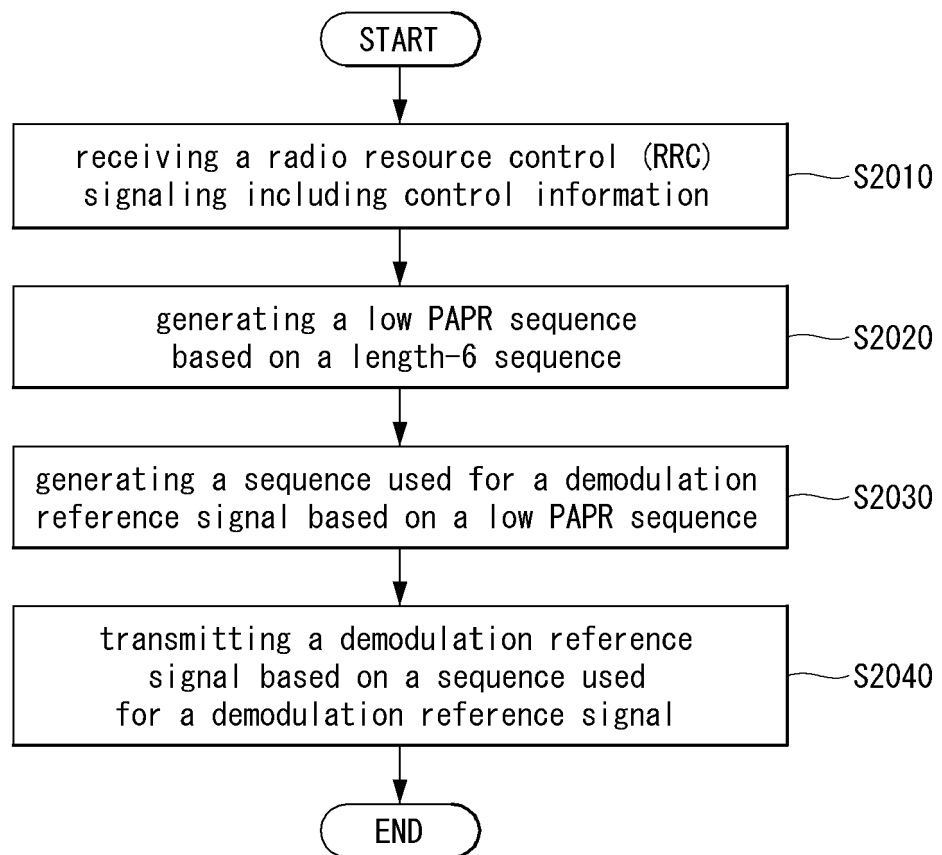 START
receiving a radio resource control (RRC)
signaling including control information
S2010
generating a low PAPR sequence
based on a length-6 sequence
S2020
generating a sequence used for a demodulation
reference signal based on a low PAPR sequence
S2030
transmitting a demodulation reference
signal based on a sequence used
for a demodulation reference signal
S2040
END